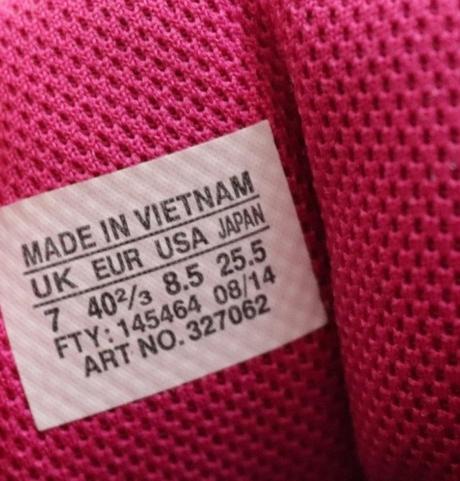 MADE IN VIETNAM
UK EUR USA JAPAN
7 40²/₃ 8.5 25.5
FTY: 145464 08/14
ART NO. 327062